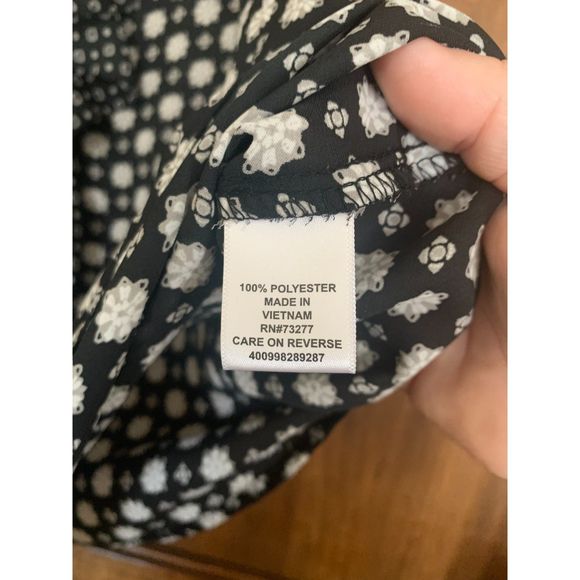 100% POLYESTER
MADE IN
VIETNAM
RN#73277
CARE ON REVERSE
400998289287